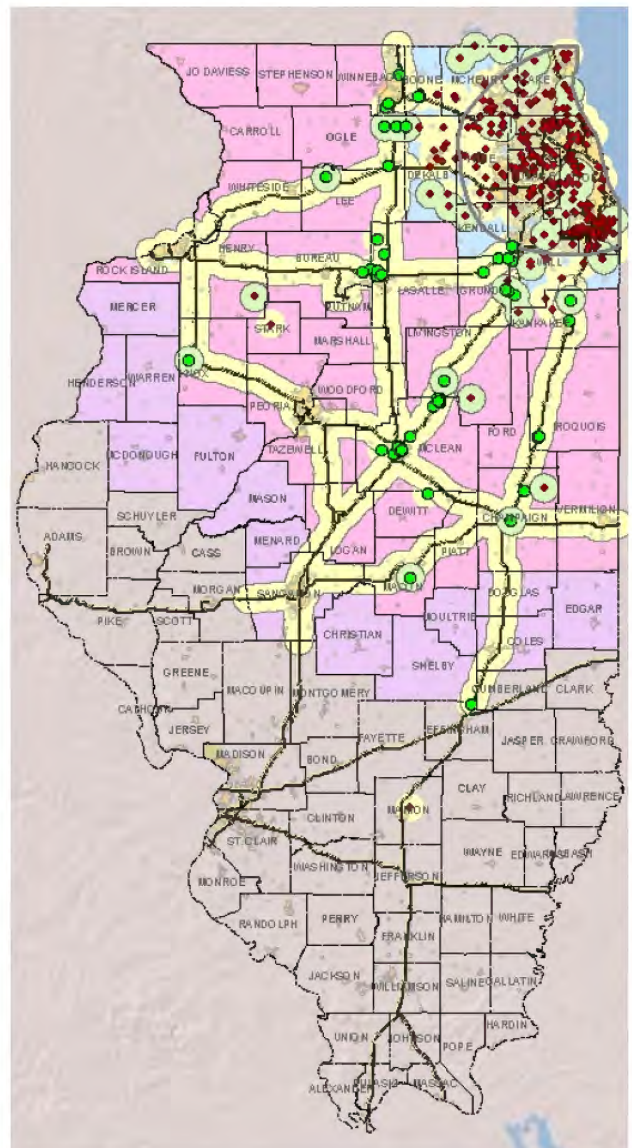 JO DAVIESS
STEPHENSON
WINNEBAGO
BOONE
MCHENRY
LAKE
CARROLL
OGLE
DEKALB
WHITESIDE
LEE
KENDALL
WILL
ROCK ISLAND
HENRY
BUREAU
PUTNAM
LASALLE
GRUNDY
KANKAKEE
MERCER
STARK
MARSHALL
LIVINGSTON
HENDERSON
WARREN
KNOX
PEORIA
WOODFORD
FORD
IROQUOIS
HANCOCK
MCDONOUGH
FULTON
TAZEWELL
MCLEAN
MASON
SCHUYLER
DEWITT
CHAMPAIGN
VERMILION
ADAMS
BROWN
CASS
MENARD
LOGAN
PIATT
MACON
MORGAN
SANGAMON
DOUGLAS
EDGAR
PIKE
SCOTT
CHRISTIAN
MOULTRIE
COLES
SHELBY
GREENE
MACOUPIN
MONTGOMERY
CUMBERLAND
CLARK
CALHOUN
JERSEY
FAYETTE
EFFINGHAM
JASPER
CRAWFORD
MADISON
BOND
CLAY
RICHLAND
LAWRENCE
CLINTON
MARION
ST.CLAIR
WAYNE
EDWARDS
WABASH
WASHINGTON
JEFFERSON
MONROE
RANDOLPH
PERRY
HAMILTON
WHITE
FRANKLIN
JACKSON
WILLIAMSON
SALINE
GALLATIN
UNION
JOHNSON
POPE
HARDIN
ALEXANDER
PULASKI
MASSAC